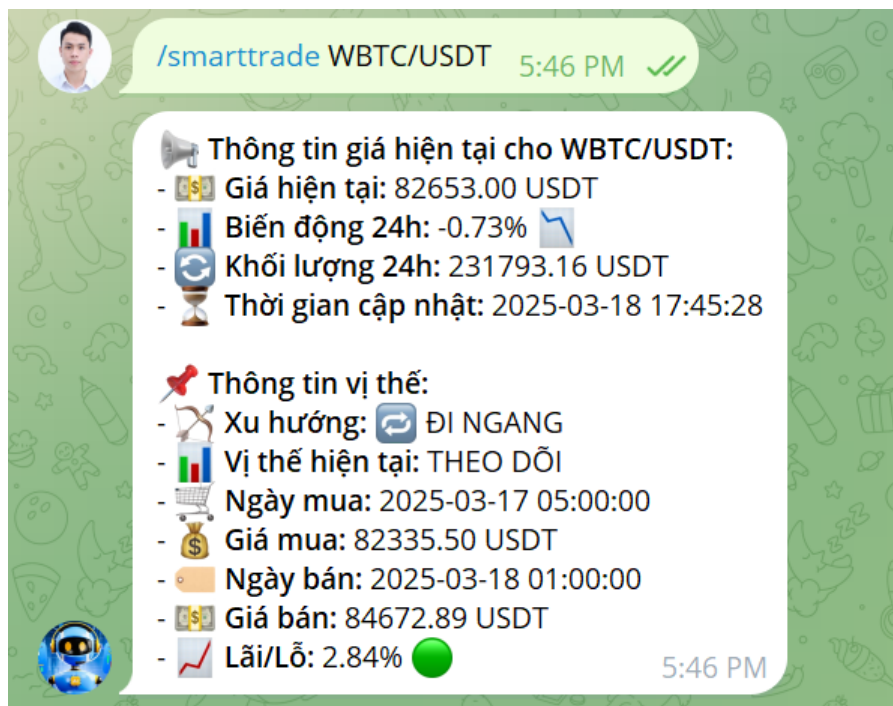 /smarttrade WBTC/USDT 5:46 PM
Thông tin giá hiện tại cho WBTC/USDT:
- Giá hiện tại: 82653.00 USDT
- Biến động 24h: -0.73%
- Khối lượng 24h: 231793.16 USDT
- Thời gian cập nhật: 2025-03-18 17:45:28
Thông tin vị thế:
- Xu hướng: ĐI NGANG
- Vị thế hiện tại: THEO DÕI
- Ngày mua: 2025-03-17 05:00:00
- Giá mua: 82335.50 USDT
- Ngày bán: 2025-03-18 01:00:00
- Giá bán: 84672.89 USDT
- Lãi/Lỗ: 2.84%
5:46 PM